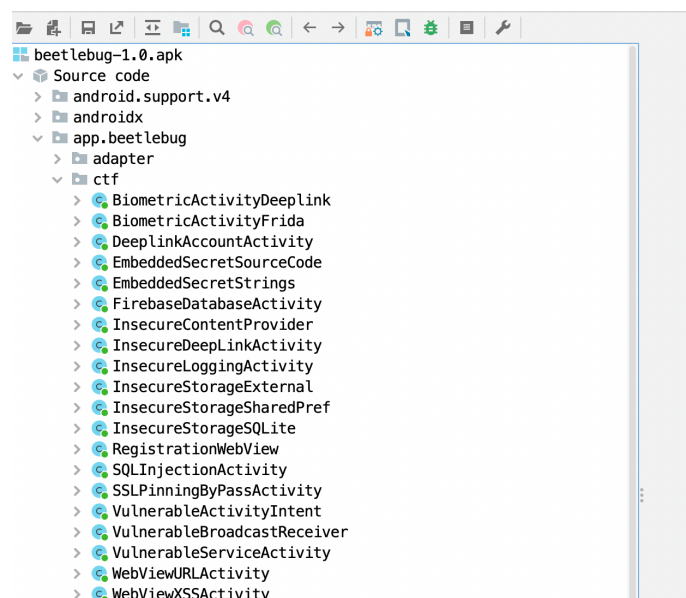 beetlebug-1.0.apk
Source code
android.support.v4
androidx
app.beetlebug
adapter
ctf
BiometricActivityDeeplink
BiometricActivityFrida
DeeplinkAccountActivity
EmbeddedSecretSourceCode
EmbeddedSecretStrings
FirebaseDatabaseActivity
InsecureContentProvider
InsecureDeepLinkActivity
InsecureLoggingActivity
InsecureStorageExternal
InsecureStorageSharedPref
InsecureStorageSQLite
RegistrationWebView
SQLInjectionActivity
SSLPinningByPassActivity
VulnerableActivityIntent
VulnerableBroadcastReceiver
VulnerableServiceActivity
WebViewURLActivity
WebViewXSSActivity